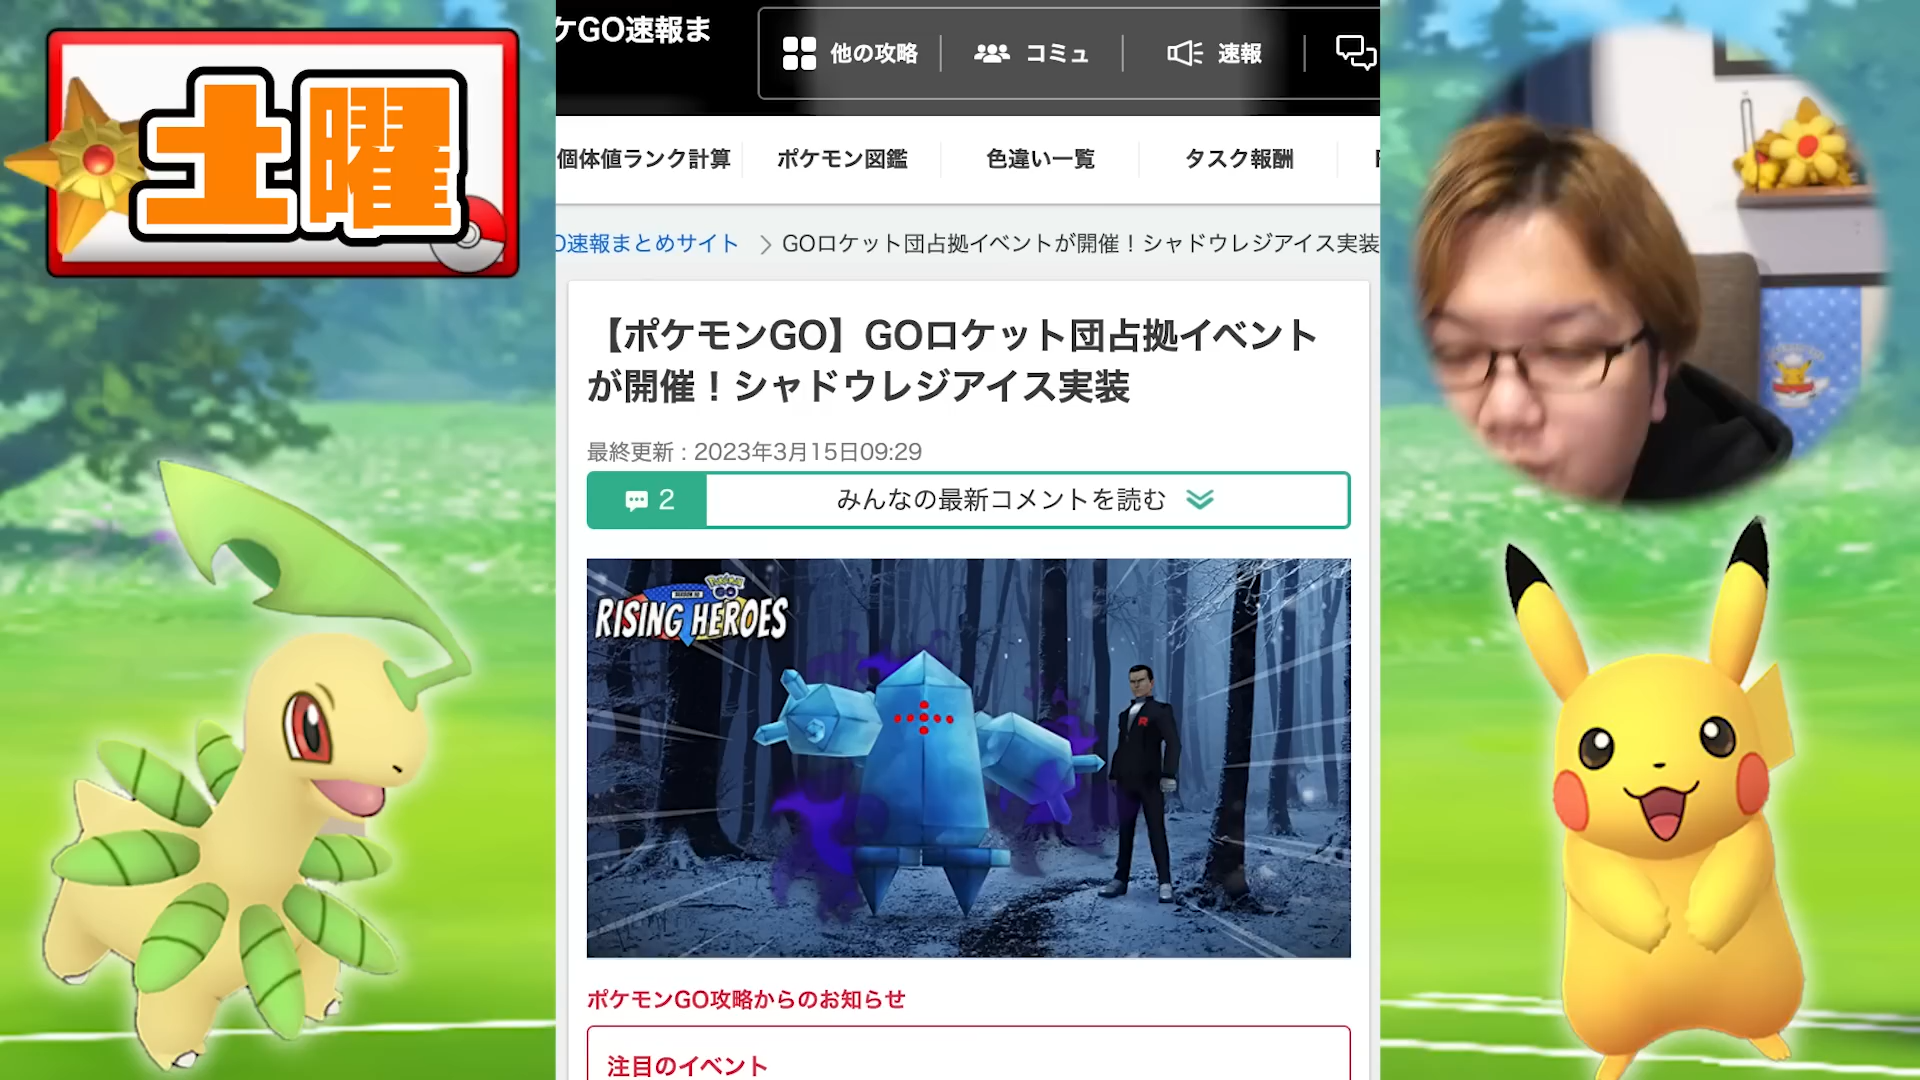 土曜
ケGO速報ま
他の攻略
コミュ
速報
個体値ランク計算
ポケモン図鑑
色違い一覧
タスク報酬
O速報まとめサイト
GOロケット団占拠イベントが開催！シャドウレジアイス実装
【ポケモンGO】GOロケット団占拠イベント
が開催！シャドウレジアイス実装
最終更新 : 2023年3月15日09:29
2
みんなの最新コメントを読む
Pokémon
GO
RISING HEROES
R
ポケモンGO攻略からのお知らせ
注目のイベント